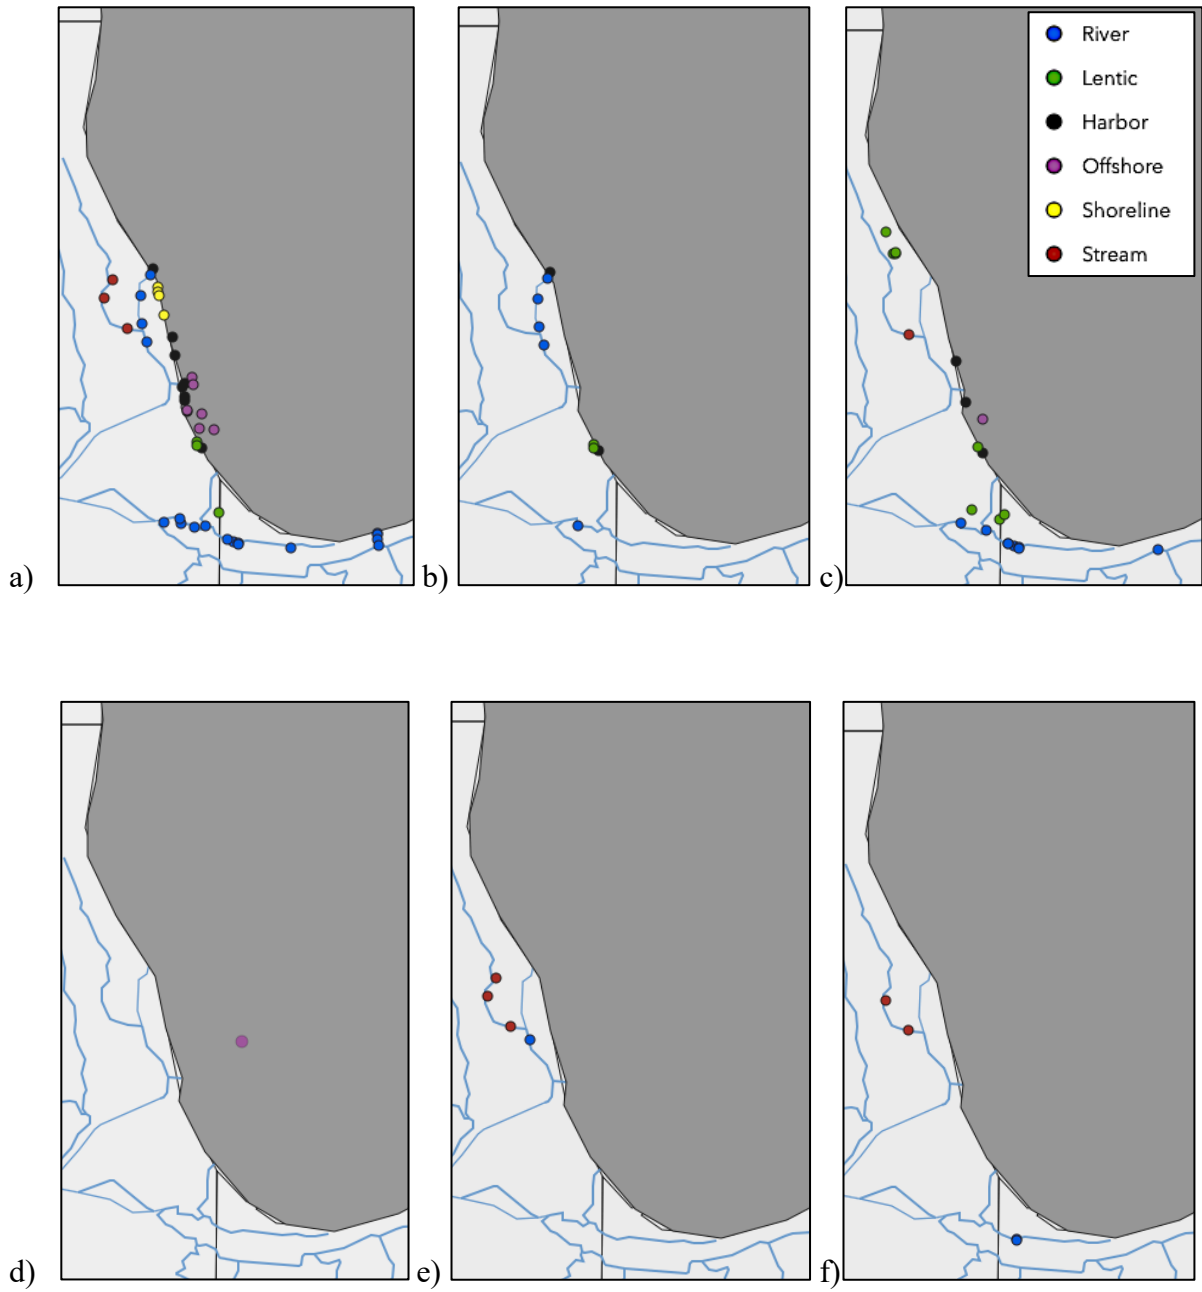 River
Lentic
Harbor
Offshore
Shoreline
Stream
a)
b)
c)
d)
e)
f)